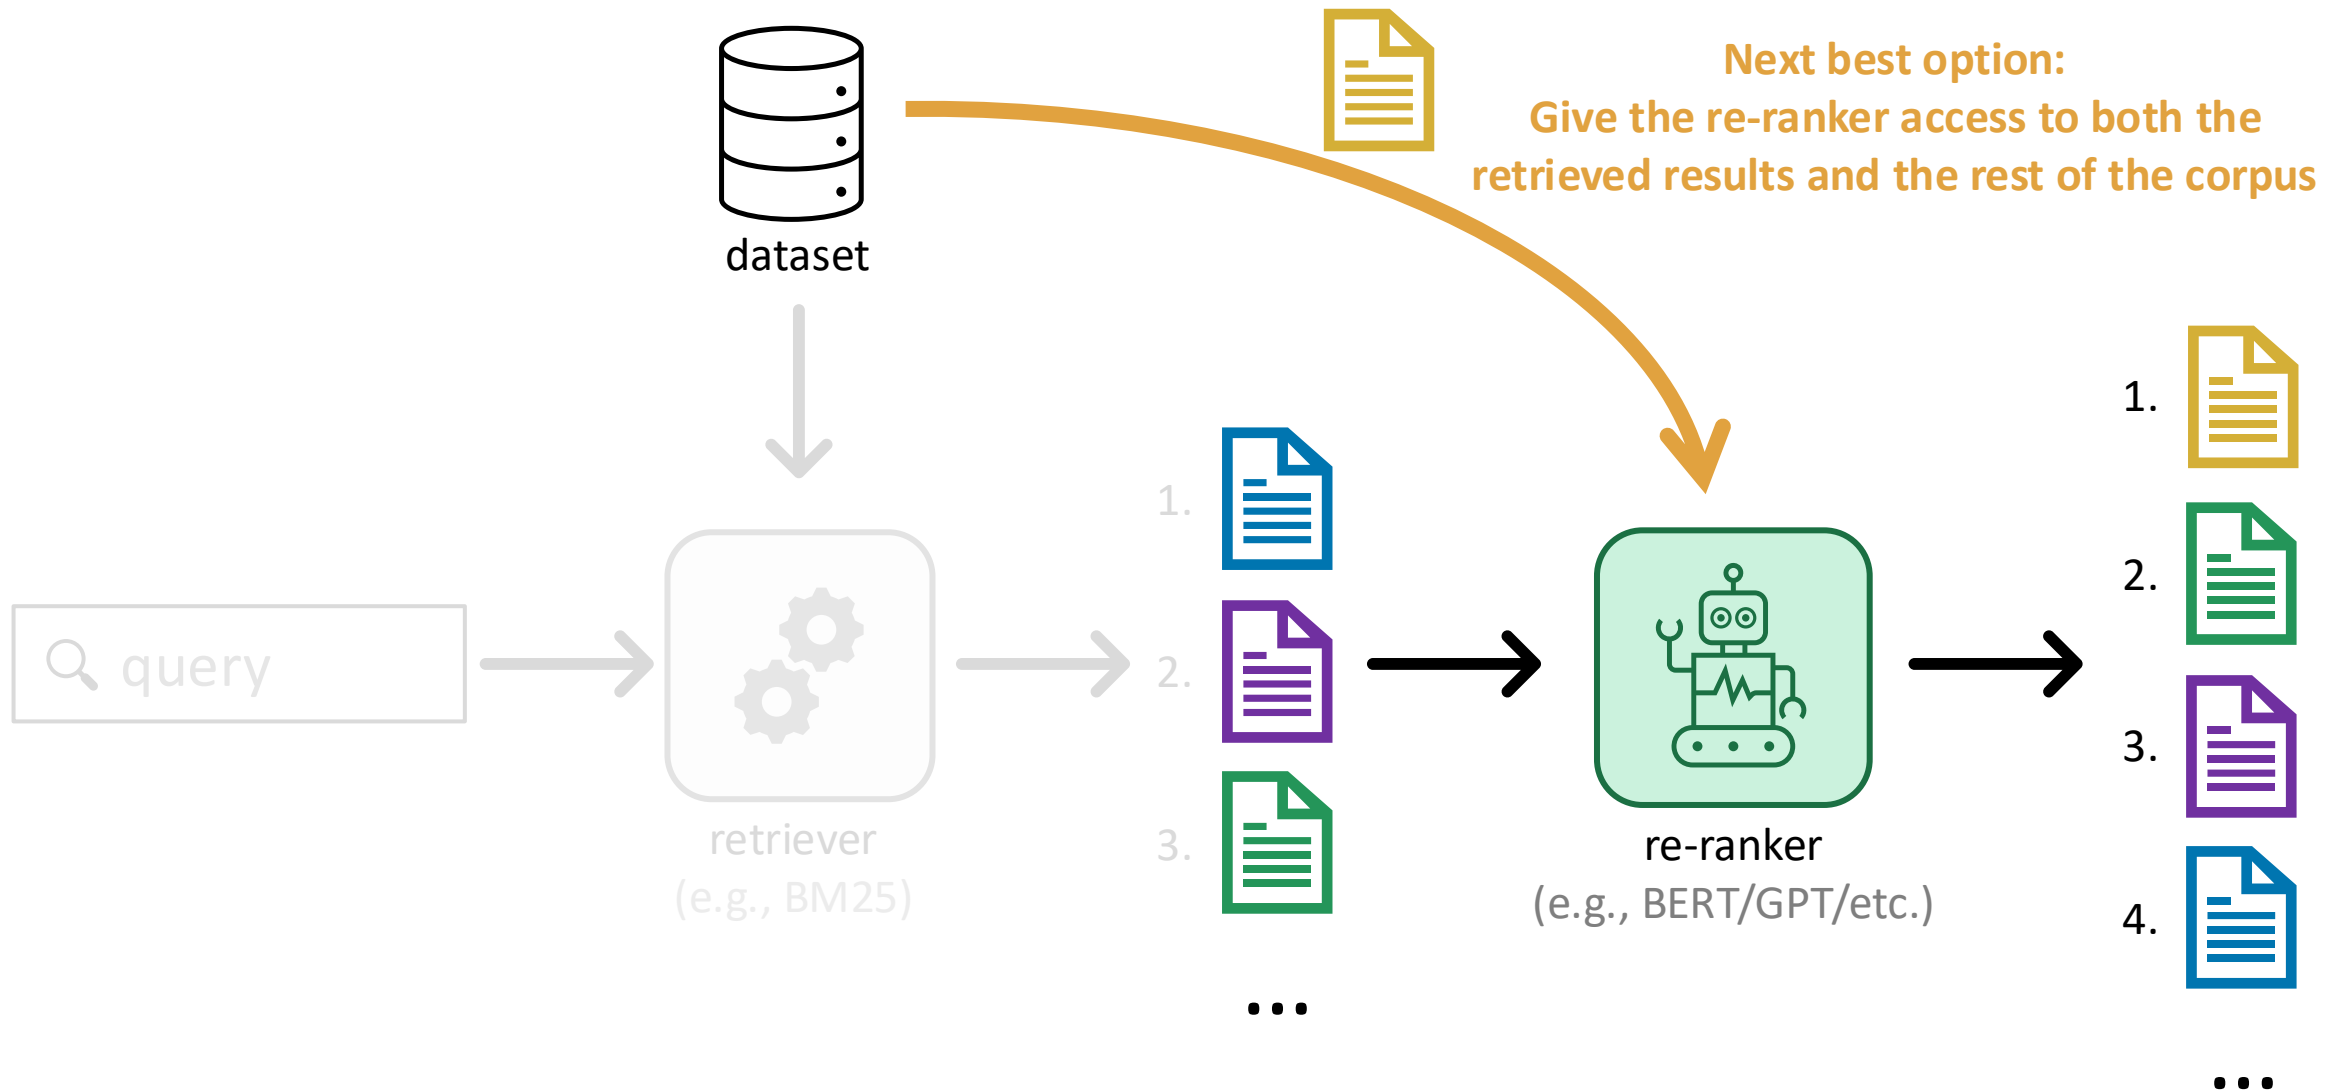 Next best option:
Give the re-ranker access to both the
retrieved results and the rest of the corpus
dataset
query
retriever
(e.g., BM25)
1.
2.
3.
...
re-ranker
(e.g., BERT/GPT/etc.)
1.
2.
3.
4.
...